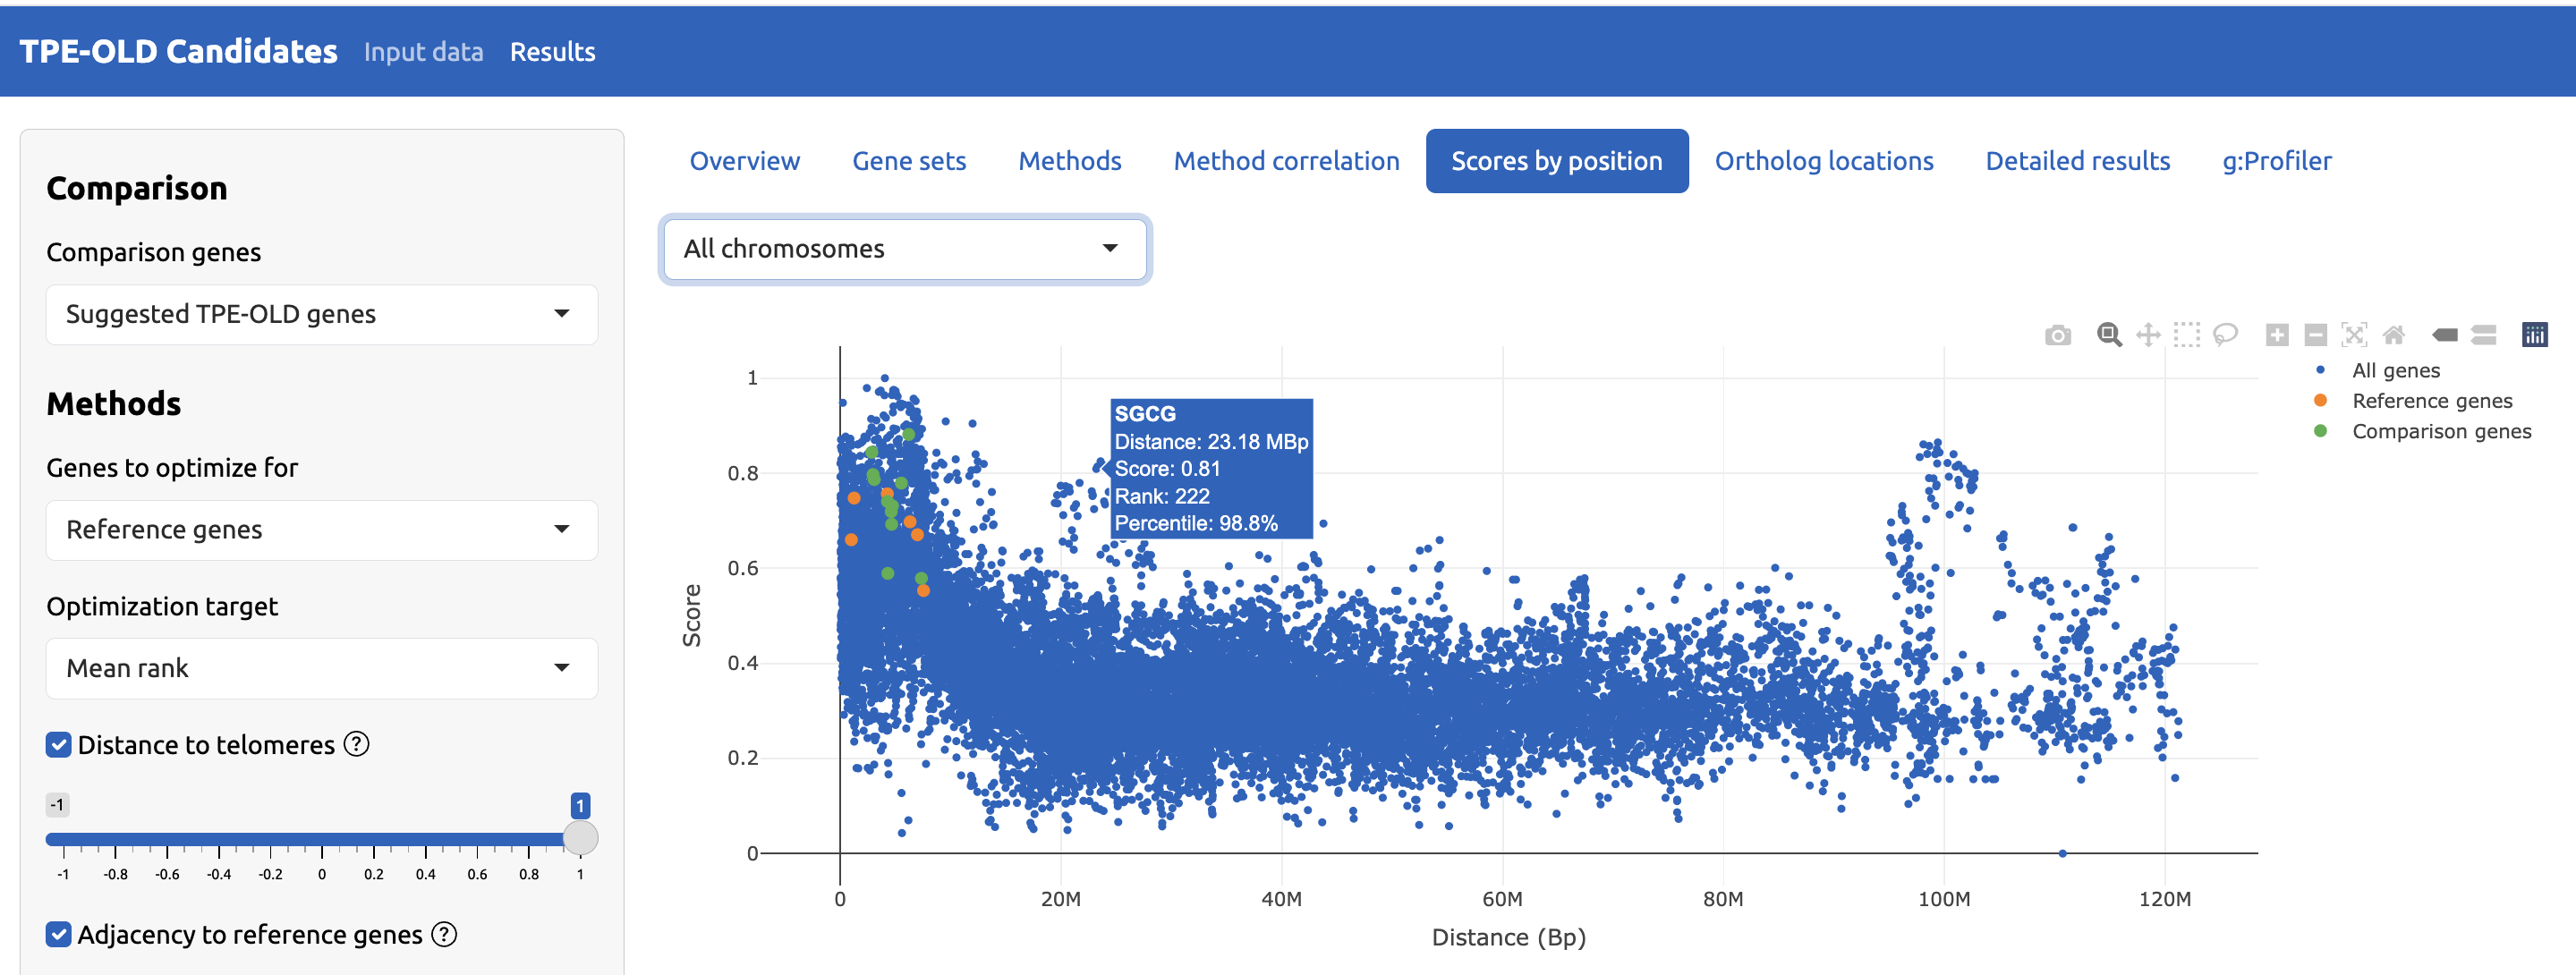 TPE-OLD Candidates Input data Results
Comparison
Comparison genes
Suggested TPE-OLD genes
Methods
Genes to optimize for
Reference genes
Optimization target
Mean rank
Distance to telomeres ?
-1 1
-1 -0.8 -0.6 -0.4 -0.2 0 0.2 0.4 0.6 0.8 1
Adjacency to reference genes ?
Overview Gene sets Methods Method correlation Scores by position Ortholog locations Detailed results g:Profiler
All chromosomes
All genes
Reference genes
Comparison genes
SGCG
Distance: 23.18 MBp
Score: 0.81
Rank: 222
Percentile: 98.8%
Score
1
0.8
0.6
0.4
0.2
0
0 20M 40M 60M 80M 100M 120M
Distance (Bp)